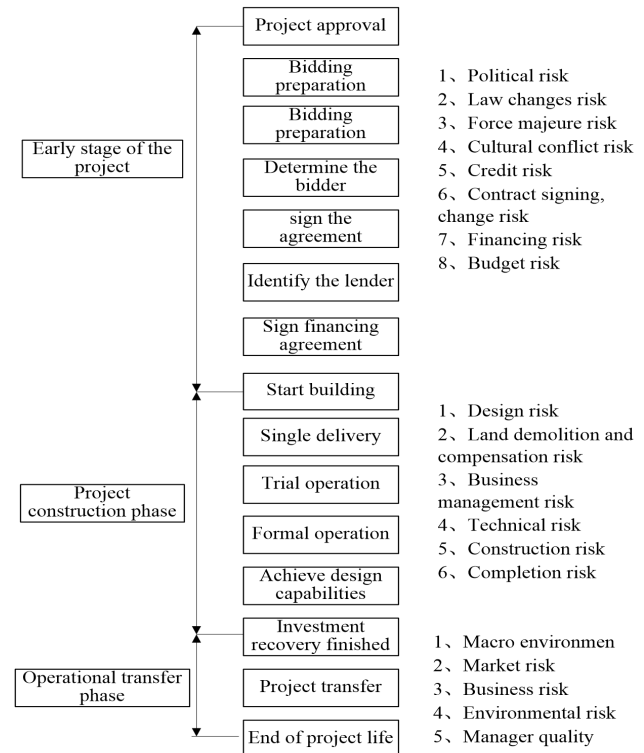 Project approval
Bidding
preparation
Bidding
preparation
Determine the
bidder
sign the
agreement
Identify the lender
Sign financing
agreement
Early stage of the
project
1、Political risk
2、Law changes risk
3、Force majeure risk
4、Cultural conflict risk
5、Credit risk
6、Contract signing,
change risk
7、Financing risk
8、Budget risk
Start building
Single delivery
Trial operation
Formal operation
Achieve design
capabilities
Project
construction phase
1、Design risk
2、Land demolition and
compensation risk
3、Business
management risk
4、Technical risk
5、Construction risk
6、Completion risk
Investment
recovery finished
Project transfer
End of project life
Operational transfer
phase
1、Macro environmen
2、Market risk
3、Business risk
4、Environmental risk
5、Manager quality